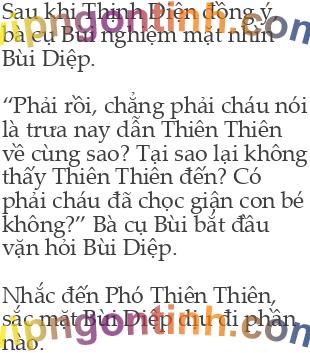 Sau khi Thịnh Diện đồng ý,
bà cụ Bùi nghiêm mặt nhìn
Bùi Diệp.
“Phải rồi, chẳng phải cháu nói
là trưa nay dẫn Thiên Thiên
về cùng sao? Tại sao lại không
thấy Thiên Thiên đến? Có
phải cháu đã chọc giận con bé
không?” Bà cụ Bùi bắt đầu
vặn hỏi Bùi Diệp.
Nhắc đến Phó Thiên Thiên,
sắc mặt Bùi Diệp dịu đi phần
nào.
vipngontinh.com
vipngontinh.com